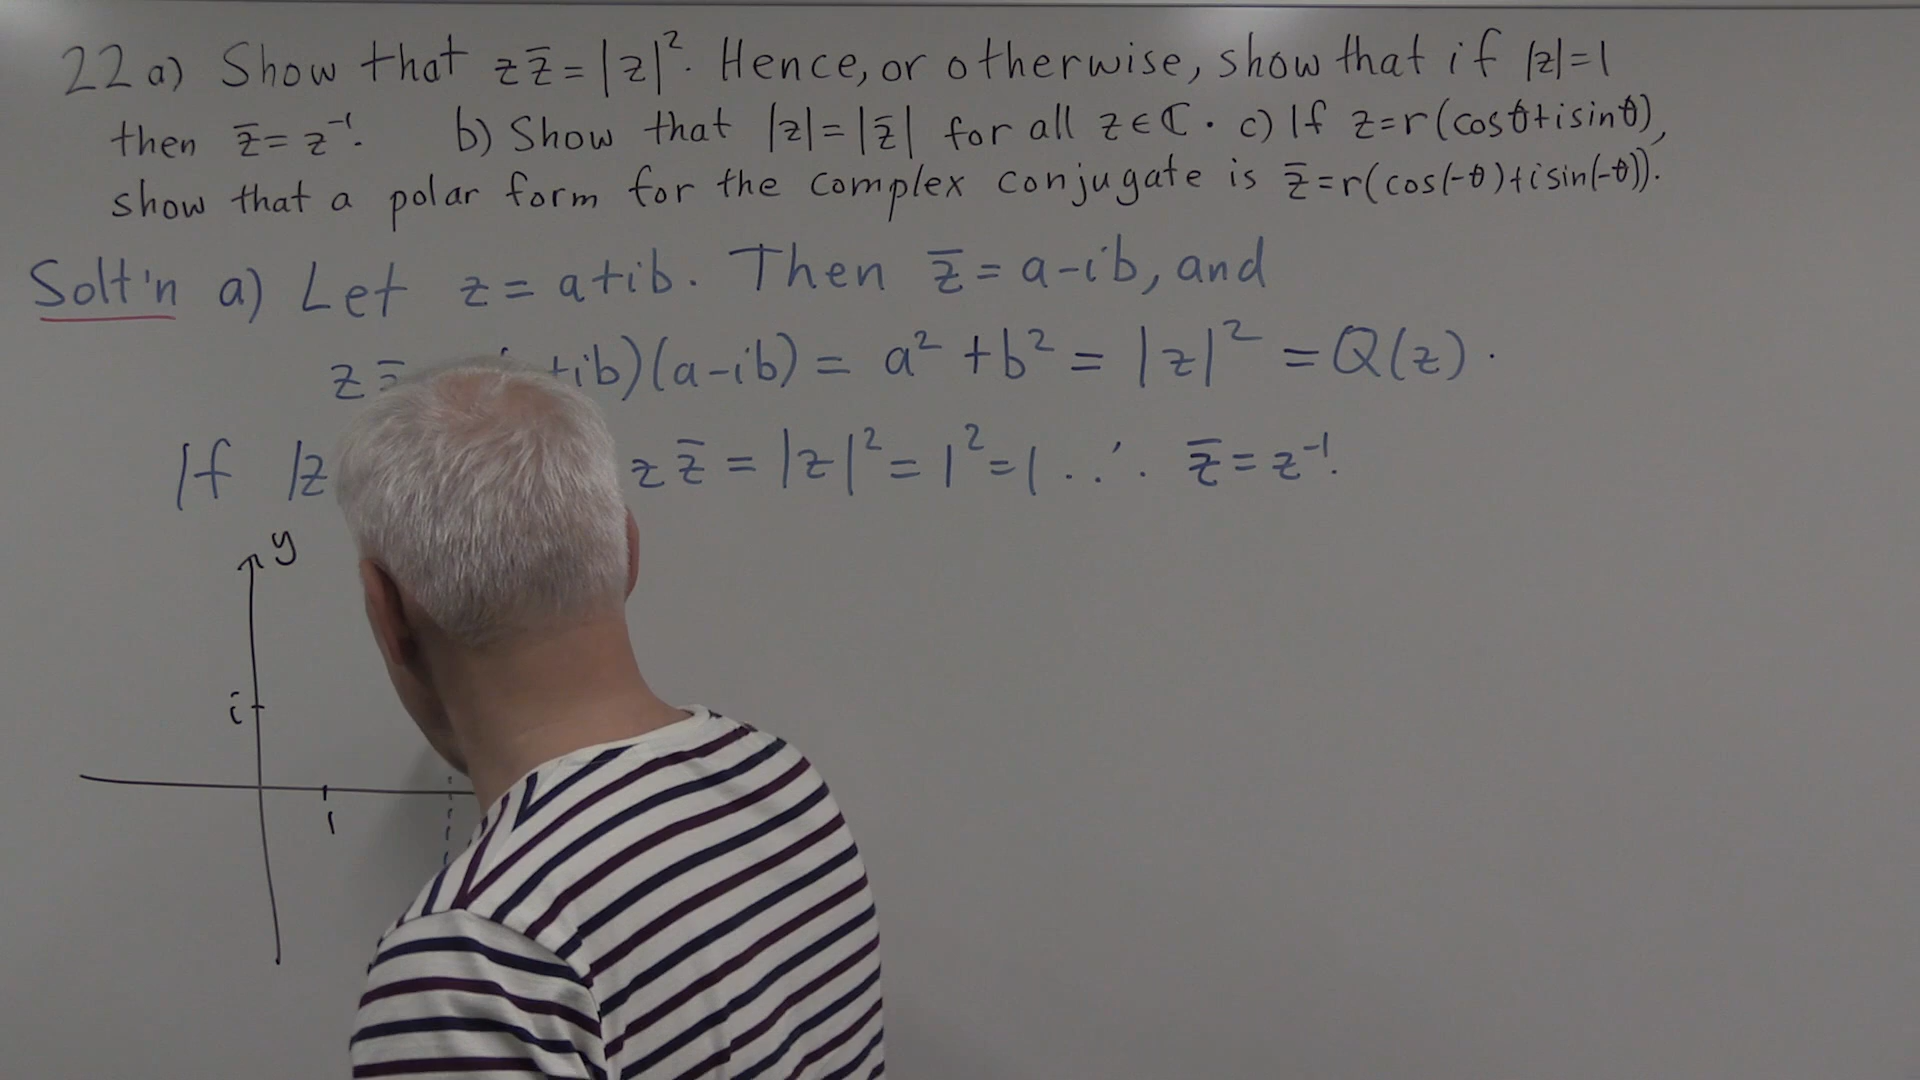 22 a) Show that z z̄ = |z|². Hence, or otherwise, show that if |z|=1
then z̄ = z⁻¹. b) Show that |z|=|z̄| for all z∈ℂ. c) If z=r(cosθ+isinθ),
show that a polar form for the complex conjugate is z̄=r(cos(-θ)+isin(-θ)).
Solt'n a) Let z = a+ib. Then z̄ = a-ib, and
z z̄ +ib)(a-ib) = a² + b² = |z|² = Q(z).
If |z z z̄ = |z|² = 1² = 1. ∴ z̄ = z⁻¹.
y
i
1